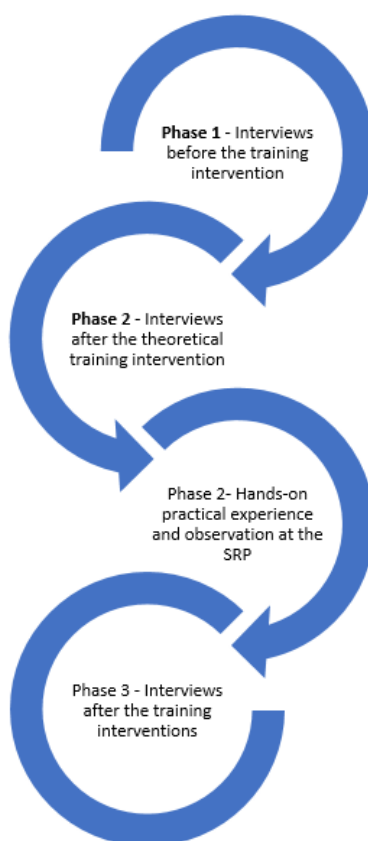 Phase 1 - Interviews
before the training
intervention
Phase 2 - Interviews
after the theoretical
training intervention
Phase 2- Hands-on
practical experience
and observation at the
SRP
Phase 3 - Interviews
after the training
interventions